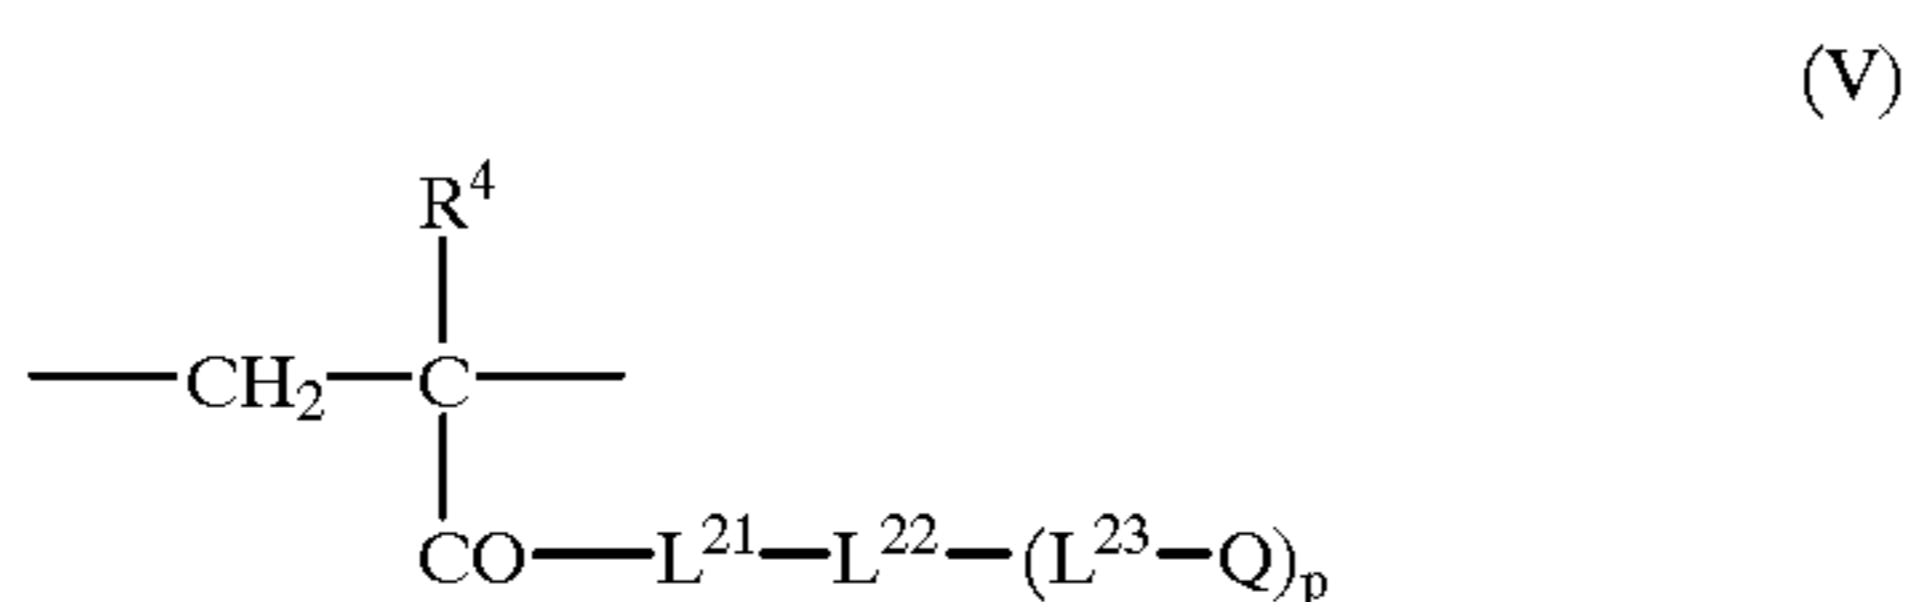 (V)
R⁴
CH₂ C
CO L²¹ L²² (L²³ Q)ₚ